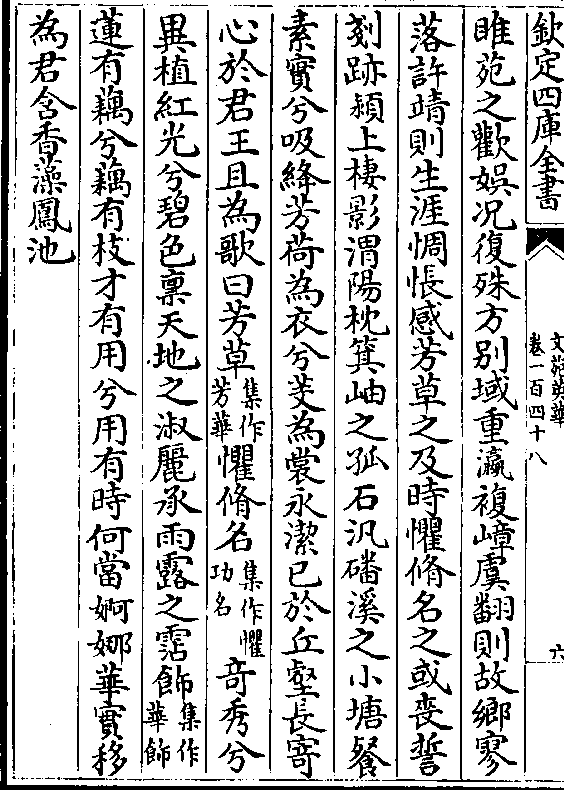 欽定四庫全書
文苑英華
卷一百四十八
六
睢苑之歡娯况復殊方别域重瀛複嶂虞翻則故鄉寥
落許靖則生涯惆悵感芳草之及時懼脩名之或喪誓
刻跡潁上棲影渭陽枕箕岫之孤石汎磻溪之小塘餐
素實兮吸絳芳荷為衣兮芰為裳永潔已於丘壑長寄
心於君王且為歌曰芳草集作芳華懼脩名集作懼功名竒秀兮
異植紅光兮碧色禀天地之淑麗承雨露之霑飾集作華飾
蓮有藕兮藕有枝才有用兮用有時何當婀娜華實移
為君含香藻鳳池